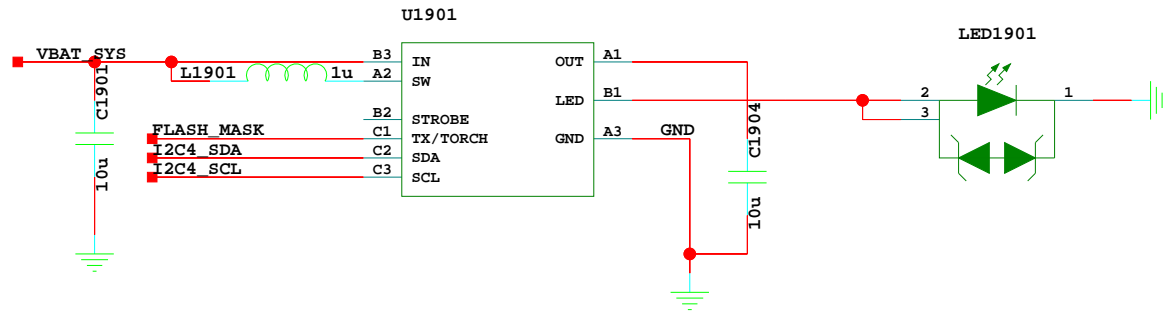 U1901
LED1901
VBAT_SYS
B3 IN OUT A1
L1901 1u A2 SW
C1901
LED B1 2 1
B2 STROBE 3
FLASH_MASK C1 TX/TORCH GND A3 GND
I2C4_SDA C2 SDA
I2C4_SCL C3 SCL
C1904
10u
10u